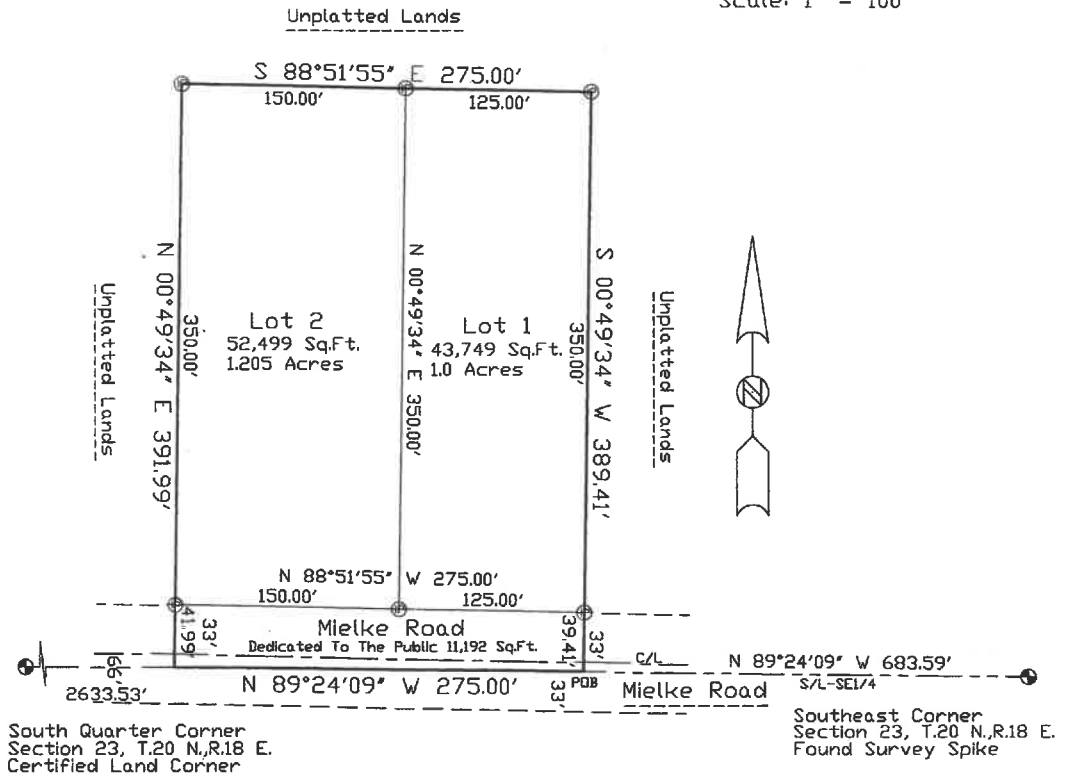 Scale: 1" = 100'
Unplatted Lands
S 88°51'55" E 275.00'
150.00'
125.00'
N 00°49'34" E 391.99'
350.00'
Unplatted Lands
Lot 2
52,499 Sq.Ft.
1.205 Acres
N 00°49'34" E 350.00'
Lot 1
43,749 Sq.Ft.
1.0 Acres
350.00'
S 00°49'34" W 389.41'
Unplatted Lands
N
N 88°51'55" W 275.00'
150.00'
125.00'
41.99'
33'
Mielke Road
Dedicated To The Public 11,192 Sq.Ft.
39.41'
33'
C/L
N 89°24'09" W 683.59'
S/L-SE1/4
66'
2633.53'
N 89°24'09" W 275.00'
33'
POB
Mielke Road
South Quarter Corner
Section 23, T.20 N.,R.18 E.
Certified Land Corner
Southeast Corner
Section 23, T.20 N.,R.18 E.
Found Survey Spike